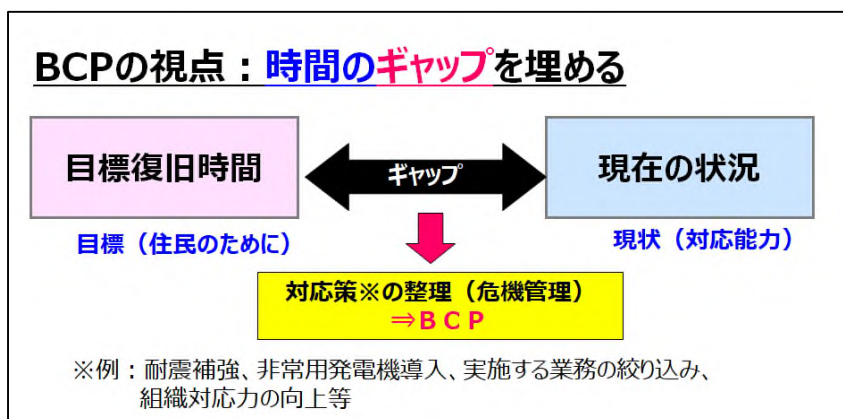 BCPの視点：時間のギャップを埋める
目標復旧時間
ギャップ
現在の状況
目標（住民のために）
現状（対応能力）
対応策※の整理（危機管理）
⇒ＢＣＰ
※例：耐震補強、非常用発電機導入、実施する業務の絞り込み、
組織対応力の向上等